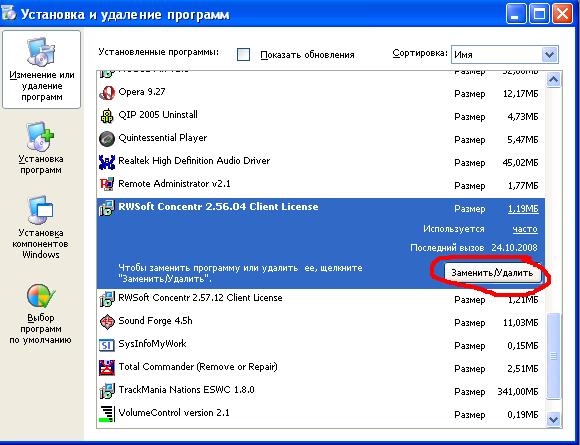 Установка и удаление программ
Изменение или
удаление
программ
Установка
программ
Установка
компонентов
Windows
Выбор
программ
по умолчанию
Установленные программы: Показать обновления Сортировка: Имя
Размер
Opera 9.27 Размер 12,17МБ
QIP 2005 Uninstall Размер 4,73МБ
Quintessential Player Размер 5,47МБ
Realtek High Definition Audio Driver Размер 45,02МБ
Remote Administrator v2.1 Размер 1,77МБ
RWSoft Concentr 2.56.04 Client License Размер 1,19МБ
Используется часто
Последний вызов 24.10.2008
Чтобы заменить программу или удалить ее, щелкните
"Заменить/Удалить". Заменить/Удалить
RWSoft Concentr 2.57.12 Client License Размер 1,21МБ
Sound Forge 4.5h Размер 11,03МБ
SysInfoMyWork Размер 0,15МБ
Total Commander (Remove or Repair) Размер 2,51МБ
TrackMania Nations ESWC 1.8.0 Размер 341,00МБ
VolumeControl version 2.1 Размер 0,19МБ